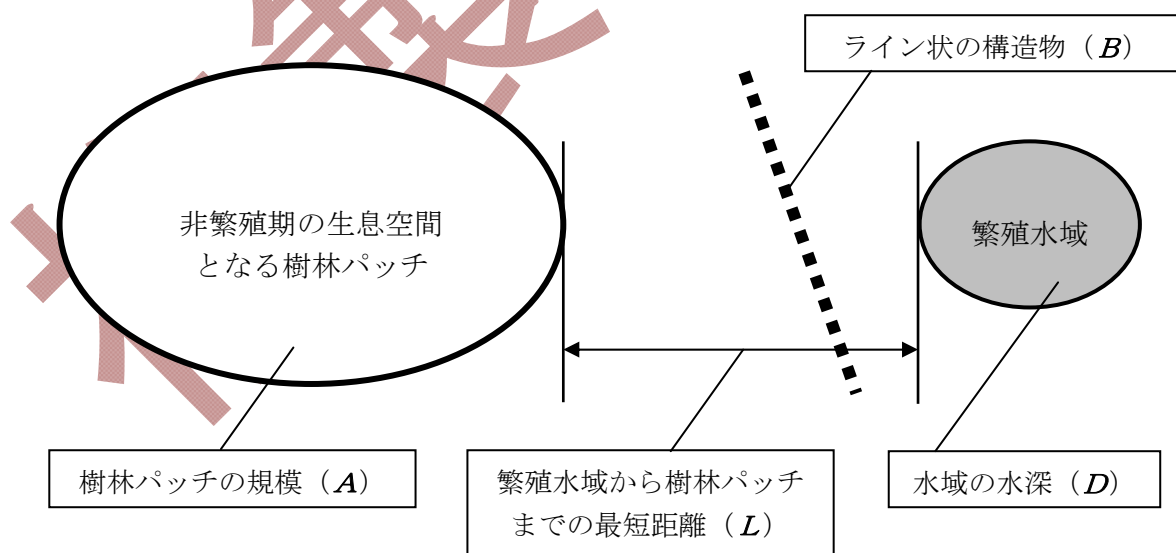 ライン状の構造物（B）
非繁殖期の生息空間
となる樹林パッチ
繁殖水域
樹林パッチの規模（A）
繁殖水域から樹林パッチ
までの最短距離（L）
水域の水深（D）